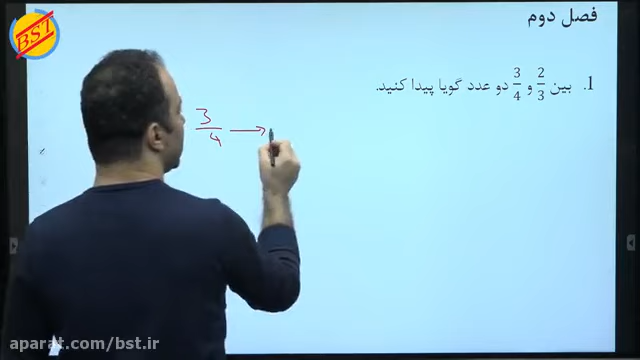 BST
فصل دوم
1. بین 2/3 و 3/4 دو عدد گویا پیدا کنید.
3/4 →
aparat.com/bst.ir